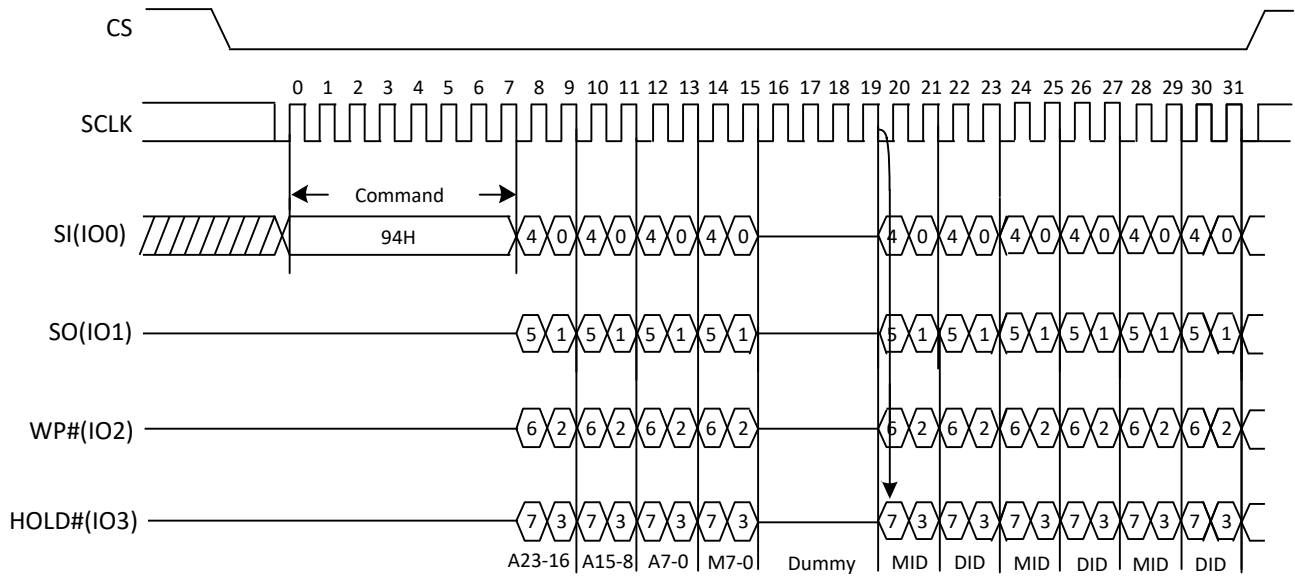 CS
0 1 2 3 4 5 6 7 8 9 10 11 12 13 14 15 16 17 18 19 20 21 22 23 24 25 26 27 28 29 30 31
SCLK
Command
SI(IO0) 94H 4 0 4 0 4 0 4 0 4 0 4 0 4 0 4 0 4 0 4 0
SO(IO1) 5 1 5 1 5 1 5 1 5 1 5 1 5 1 5 1 5 1 5 1
WP#(IO2) 6 2 6 2 6 2 6 2 6 2 6 2 6 2 6 2 6 2 6 2
HOLD#(IO3) 7 3 7 3 7 3 7 3 7 3 7 3 7 3 7 3 7 3 7 3
A23-16 A15-8 A7-0 M7-0 Dummy MID DID MID DID MID DID